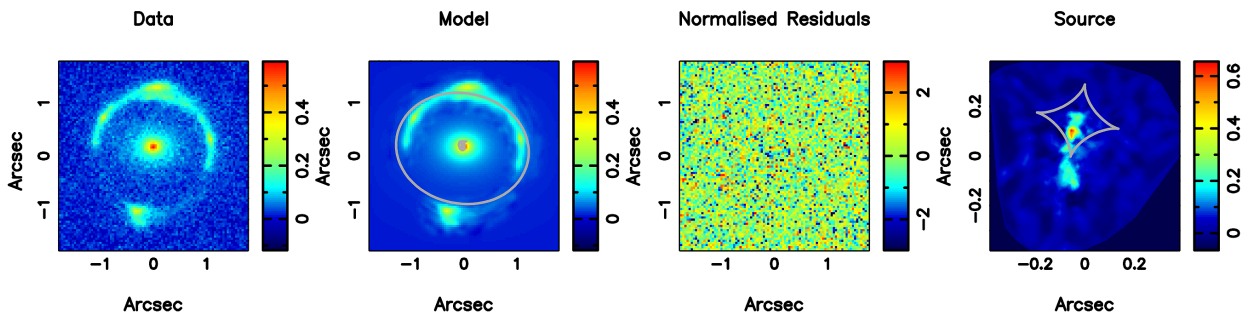 Data
Model
Normalised Residuals
Source
Arcsec
−1 0 1
−1 0 1
Arcsec
0 0.2 0.4
Arcsec
−1 0 1
−1 0 1
Arcsec
0 0.2 0.4
Arcsec
−1 0 1
−1 0 1
Arcsec
−2 0 2
Arcsec
−0.2 0 0.2
−0.2 0 0.2
Arcsec
0 0.2 0.4 0.6